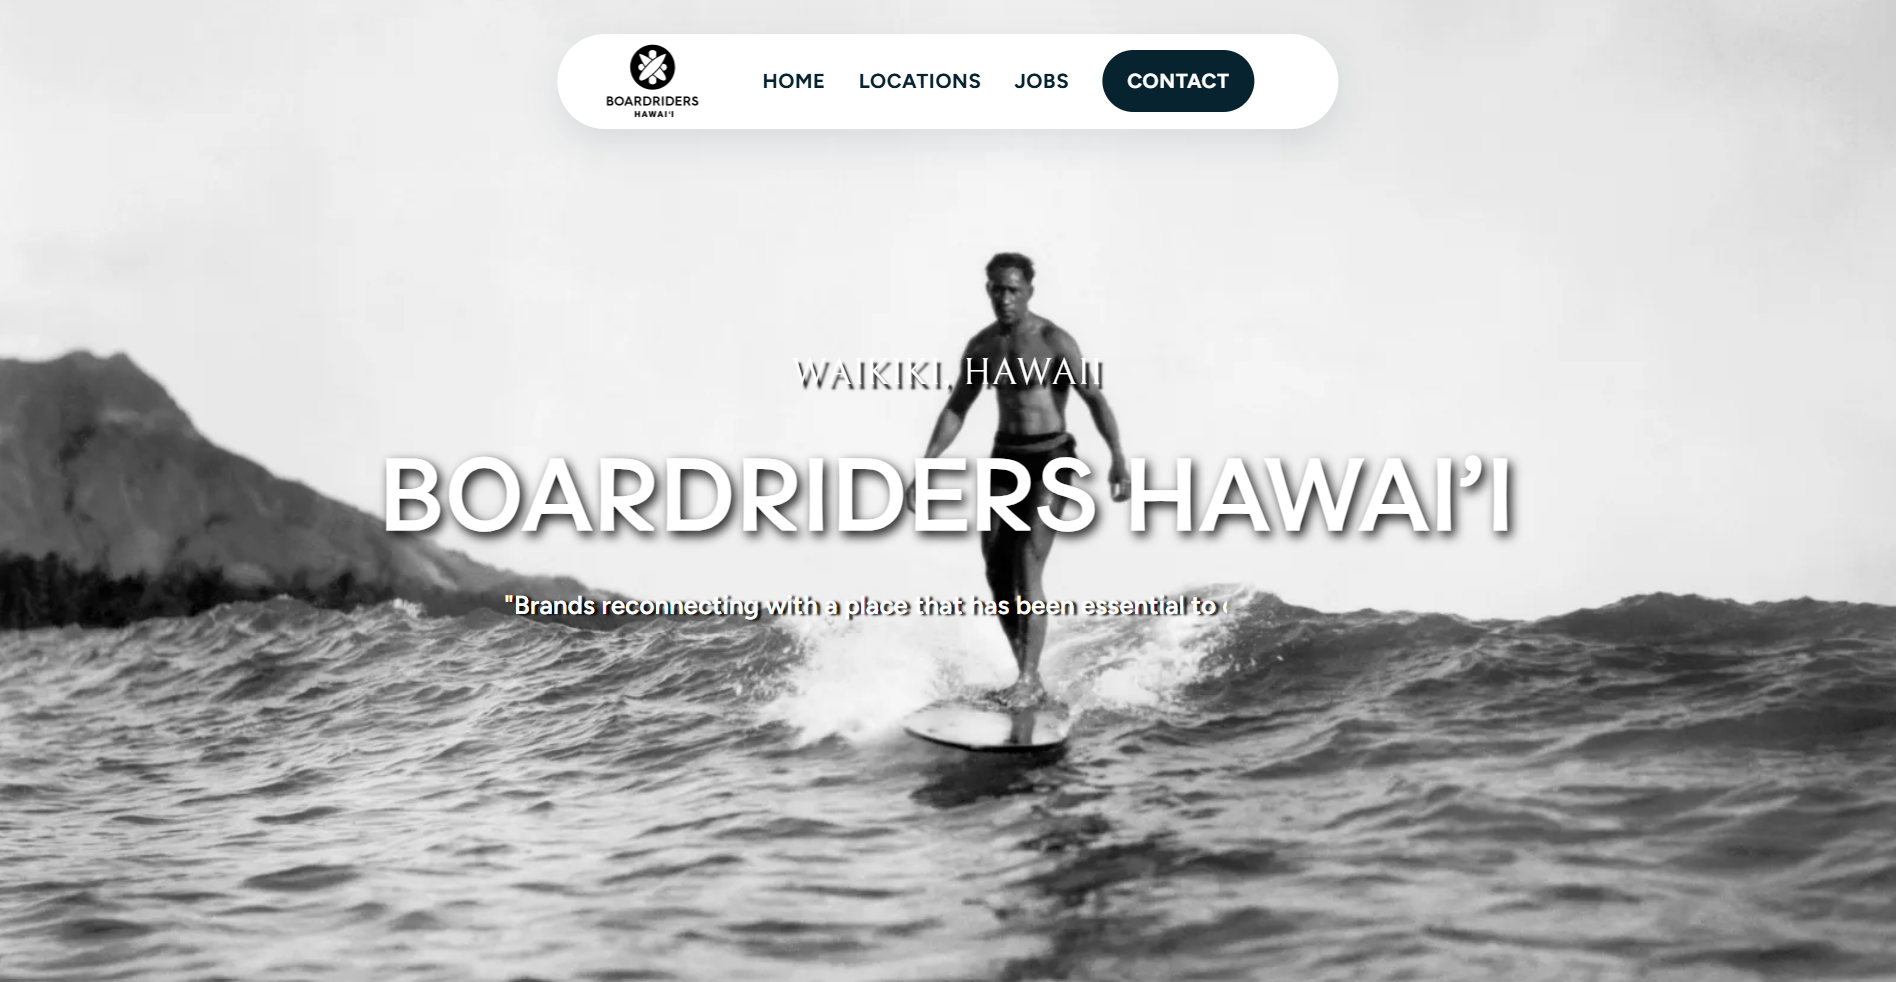 BOARDRIDERS
HAWAI'I
HOME LOCATIONS JOBS CONTACT
WAIKIKI, HAWAII
BOARDRIDERS HAWAI’I
"Brands reconnecting with a place that has been essential to